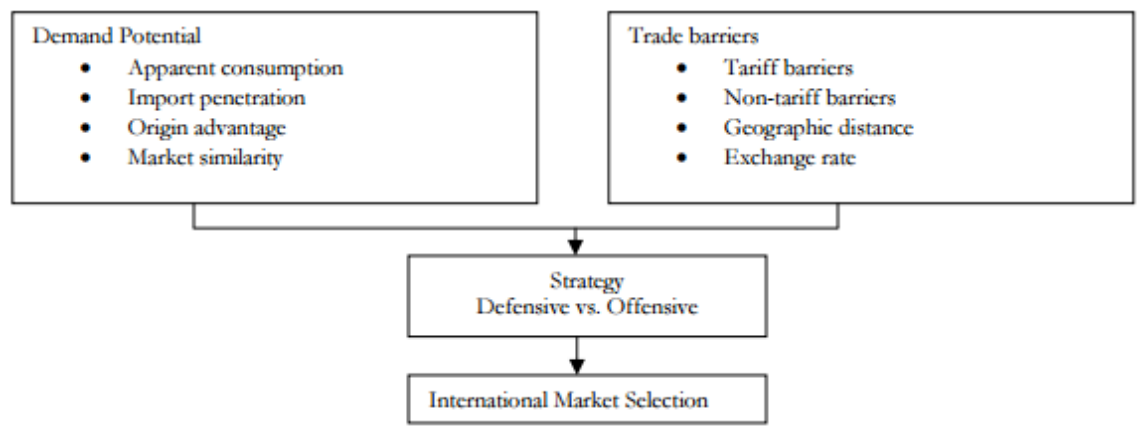 Demand Potential
• Apparent consumption
• Import penetration
• Origin advantage
• Market similarity
Trade barriers
• Tariff barriers
• Non-tariff barriers
• Geographic distance
• Exchange rate
Strategy
Defensive vs. Offensive
International Market Selection